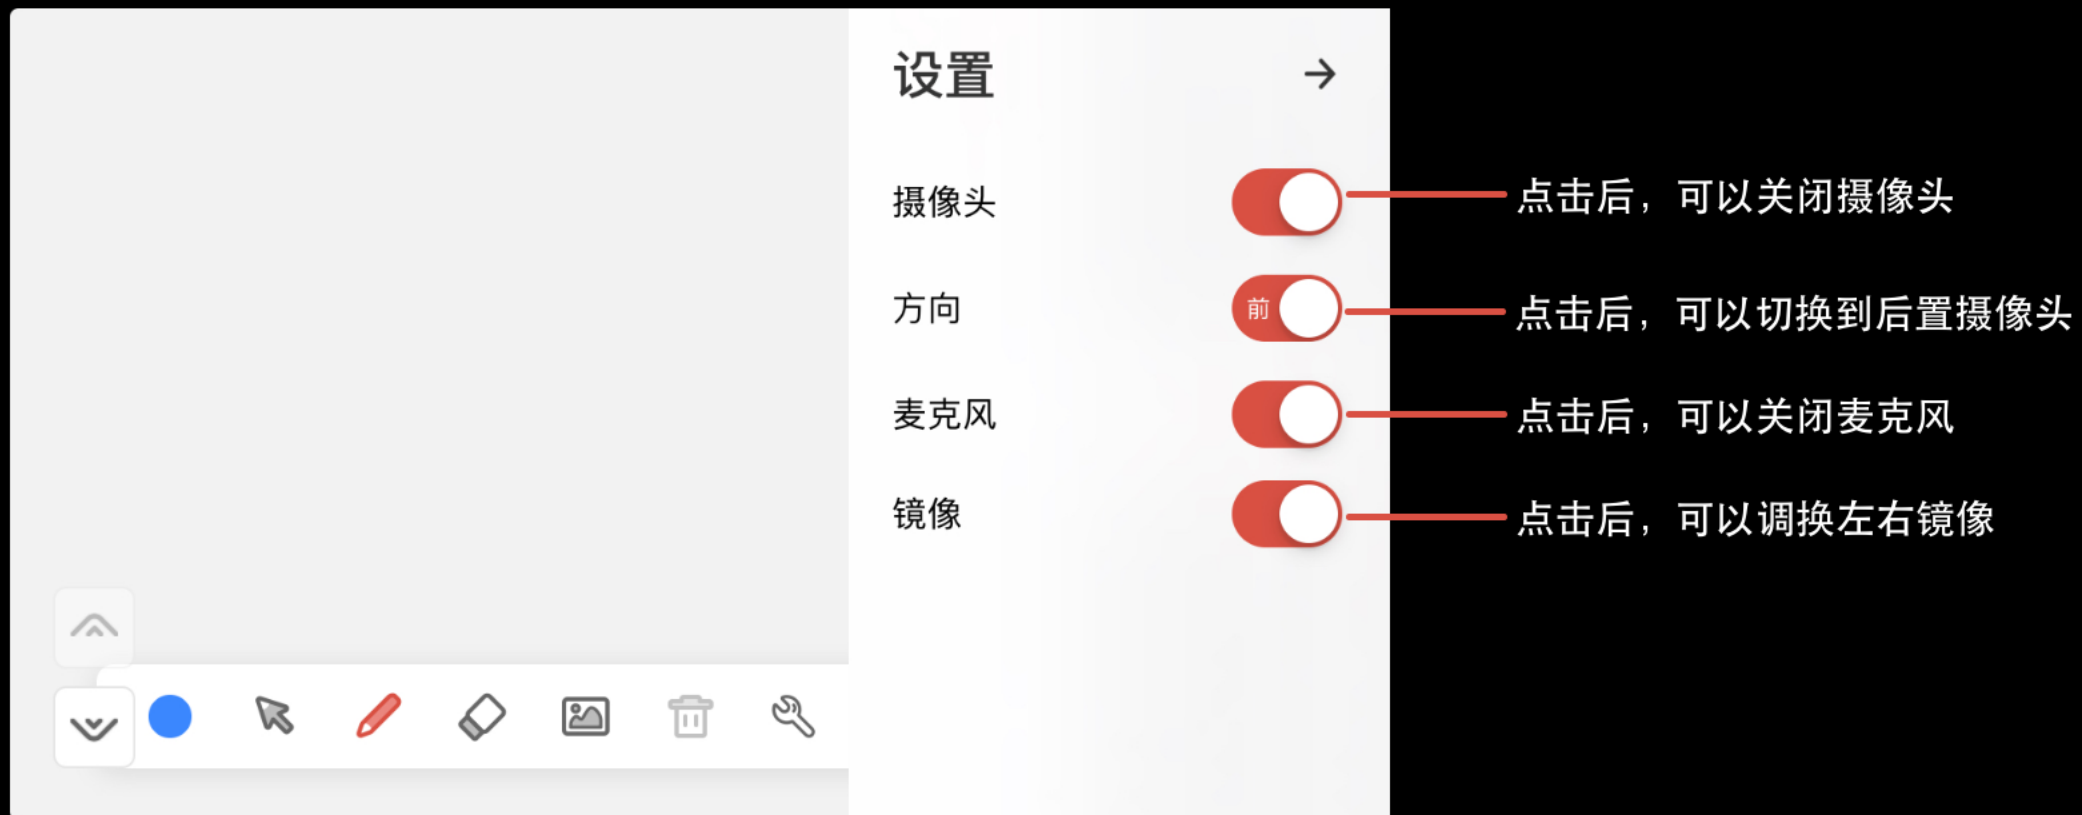 设置
摄像头
点击后，可以关闭摄像头
方向
前
点击后，可以切换到后置摄像头
麦克风
点击后，可以关闭麦克风
镜像
点击后，可以调换左右镜像